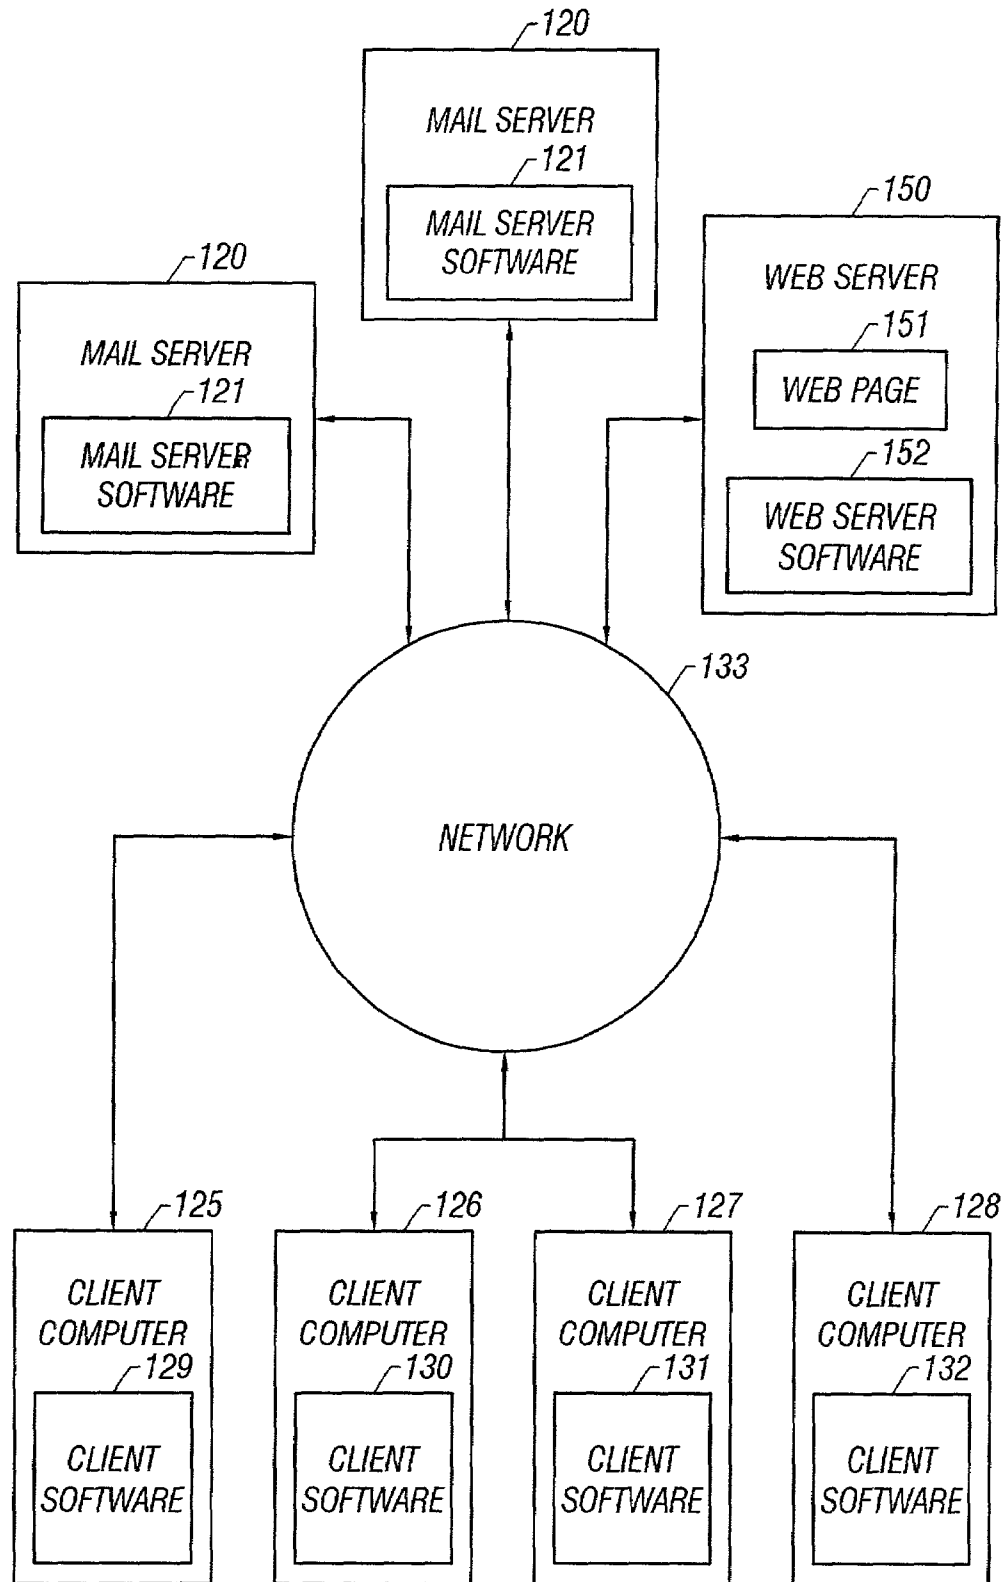 120
MAIL SERVER
121
MAIL SERVER
SOFTWARE
150
WEB SERVER
151
WEB PAGE
152
WEB SERVER
SOFTWARE
120
MAIL SERVER
121
MAIL SERVER
SOFTWARE
133
NETWORK
125
CLIENT
COMPUTER
129
CLIENT
SOFTWARE
126
CLIENT
COMPUTER
130
CLIENT
SOFTWARE
127
CLIENT
COMPUTER
131
CLIENT
SOFTWARE
128
CLIENT
COMPUTER
132
CLIENT
SOFTWARE